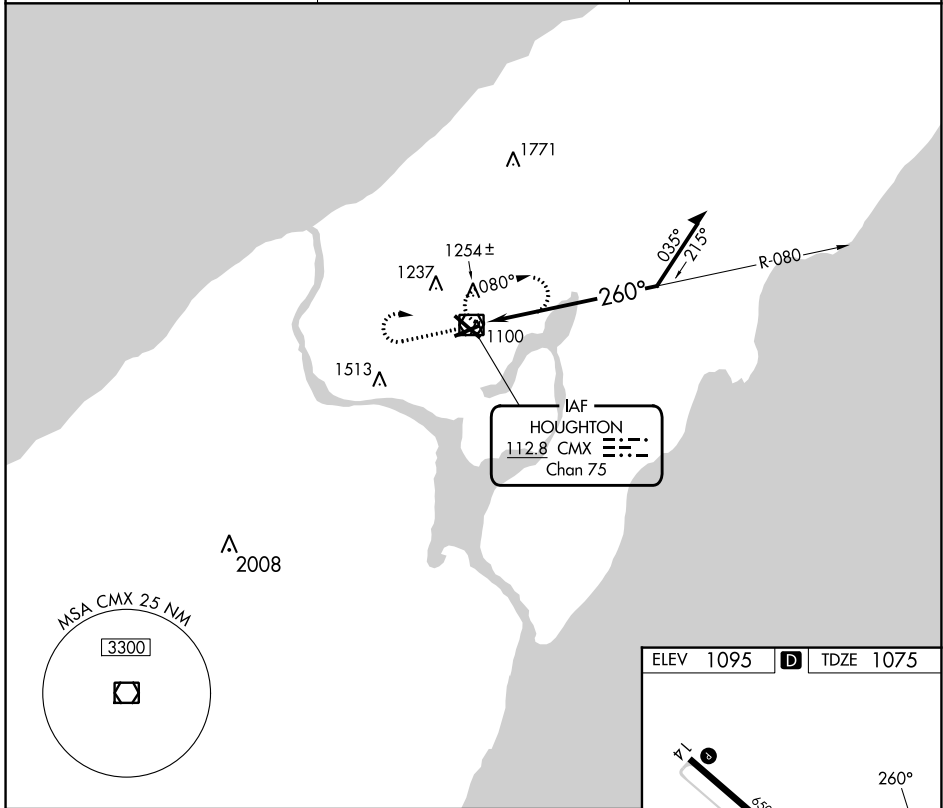 1771
1254±
1237
080°
035°
215°
R-080
260°
1100
1513
IAF
HOUGHTON
112.8 CMX
Chan 75
2008
MSA CMX 25 NM
3300
ELEV 1095 D TDZE 1075
14 P
260°